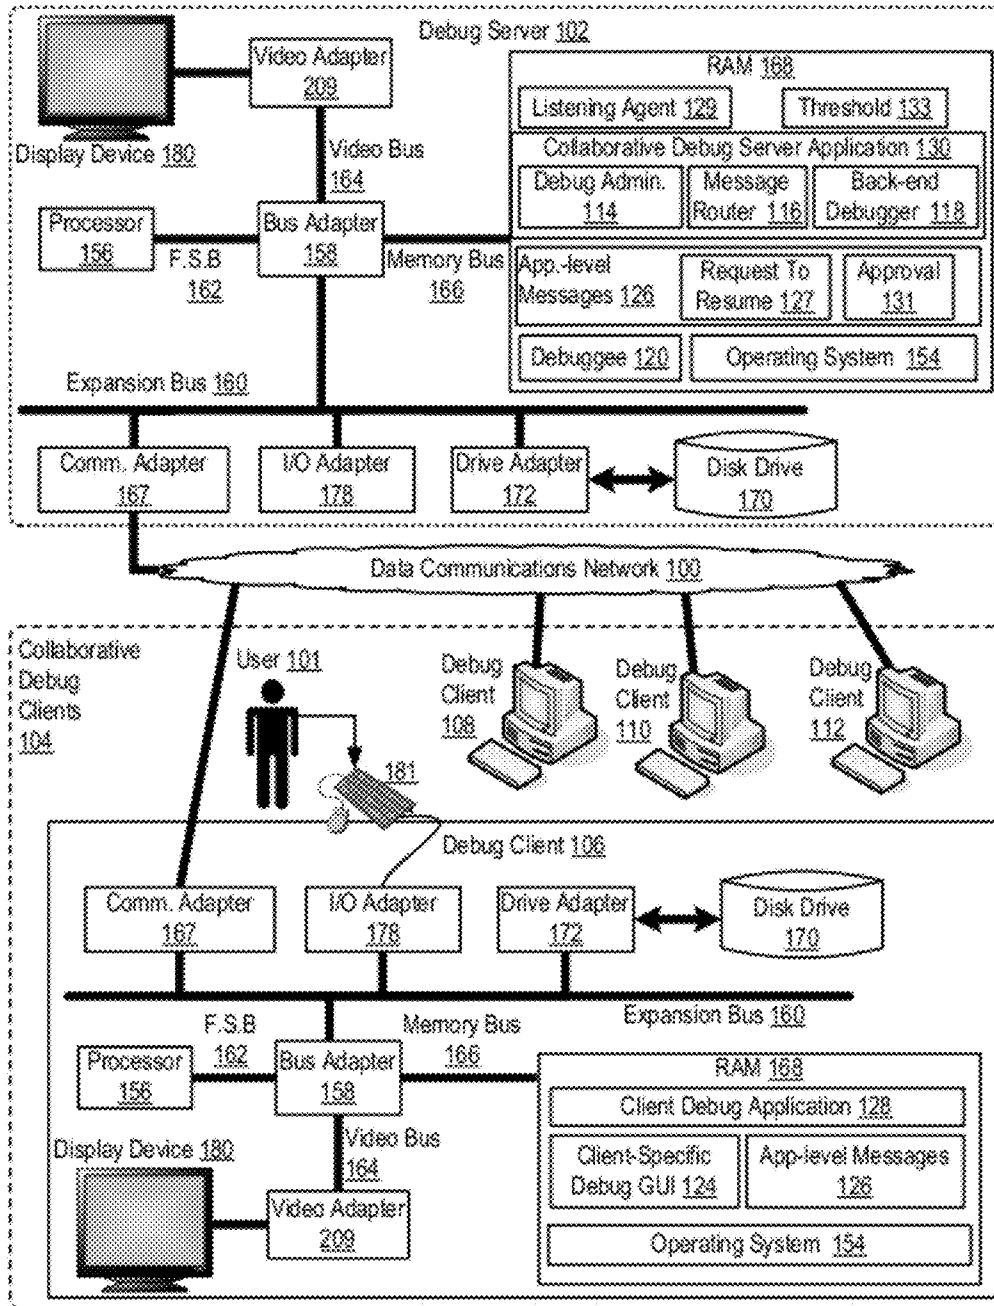 Debug Server 102
Video Adapter
209
Display Device 180
Video Bus
164
Processor
156
Bus Adapter
158
F.S.B
162
Memory Bus
166
RAM 168
Listening Agent 129
Threshold 133
Collaborative Debug Server Application 130
Debug Admin.
114
Message
Router 116
Back-end
Debugger 118
App.-level
Messages 126
Request To
Resume 127
Approval
131
Debuggee 120
Operating System 154
Expansion Bus 160
Comm. Adapter
167
I/O Adapter
178
Drive Adapter
172
Disk Drive
170
Data Communications Network 100
Collaborative
Debug
Clients
104
User 101
181
Debug
Client
108
Debug
Client
110
Debug
Client
112
Debug Client 106
Comm. Adapter
167
I/O Adapter
178
Drive Adapter
172
Disk Drive
170
Expansion Bus 160
F.S.B
162
Memory Bus
166
Processor
156
Bus Adapter
158
Video Bus
164
Display Device 180
Video Adapter
209
RAM 168
Client Debug Application 128
Client-Specific
Debug GUI 124
App-level Messages
126
Operating System 154